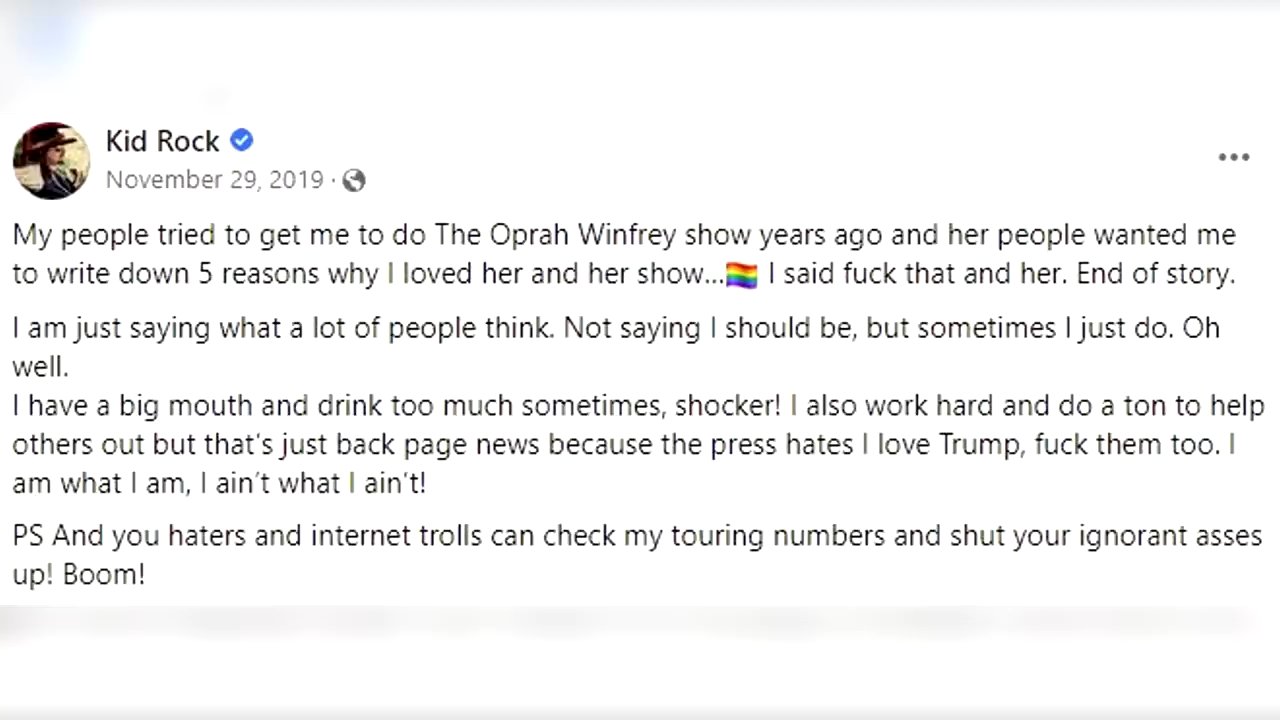 Kid Rock
November 29, 2019 ·
My people tried to get me to do The Oprah Winfrey show years ago and her people wanted me
to write down 5 reasons why I loved her and her show...🏳️‍🌈 I said fuck that and her. End of story.
I am just saying what a lot of people think. Not saying I should be, but sometimes I just do. Oh
well.
I have a big mouth and drink too much sometimes, shocker! I also work hard and do a ton to help
others out but that's just back page news because the press hates I love Trump, fuck them too. I
am what I am, I ain't what I ain't!
PS And you haters and internet trolls can check my touring numbers and shut your ignorant asses
up! Boom!